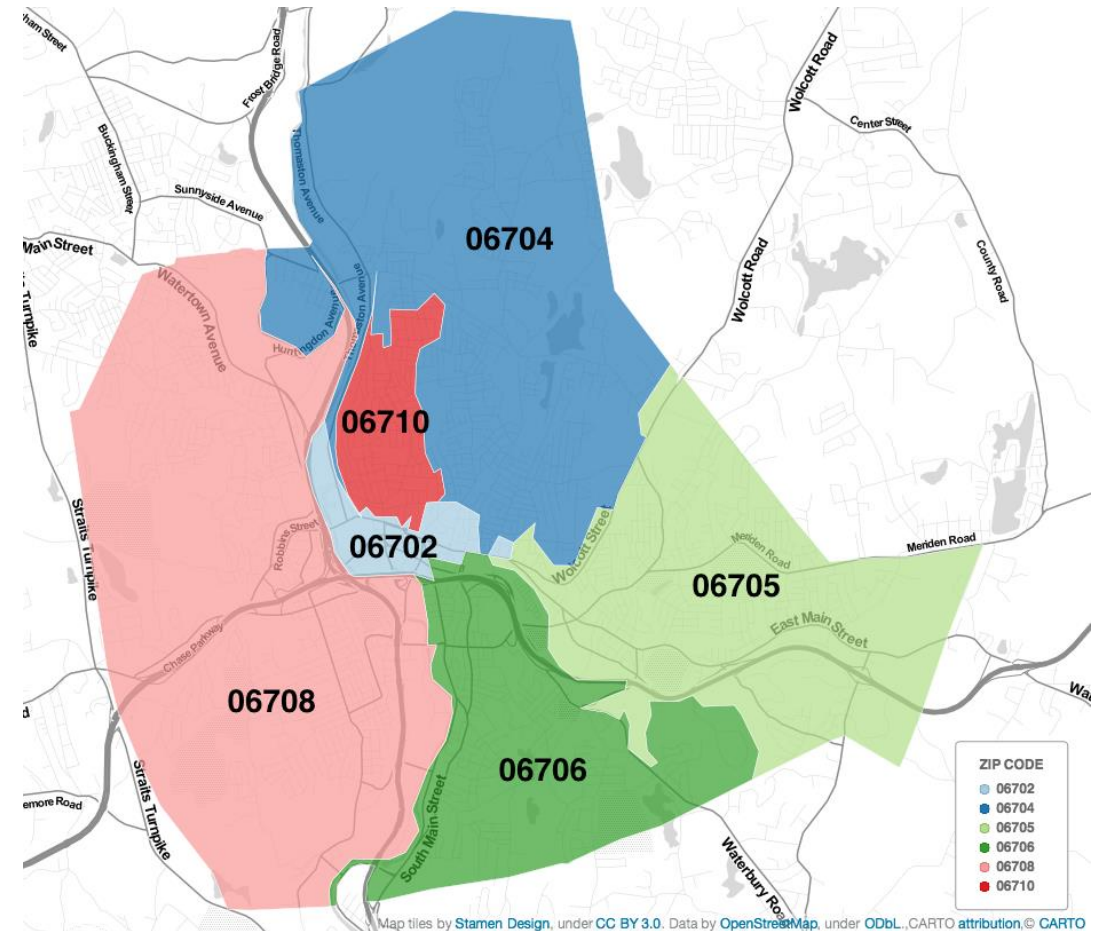 ham Street
Frost Bridge Road
Wolcott Road
Center Street
Buckingham Street
Thomaston Avenue
Sunnyside Avenue
Main Street
06704
County Road
Wolcott Road
s Turnpike
Watertown Avenue
Thomaston Avenue
Huntingdon Avenue
06710
Straits Turnpike
Robbins Street
06702
Wolcott Street
Meriden Road
Meriden Road
06705
East Main Street
Chase Parkway
06708
d
Wa
06706
Straits Turnpike
emore Road
South Main Street
Waterbury Road
ZIP CODE
06702
06704
06705
06706
06708
06710
Map tiles by Stamen Design, under CC BY 3.0. Data by OpenStreetMap, under ODbL.,CARTO attribution,© CARTO